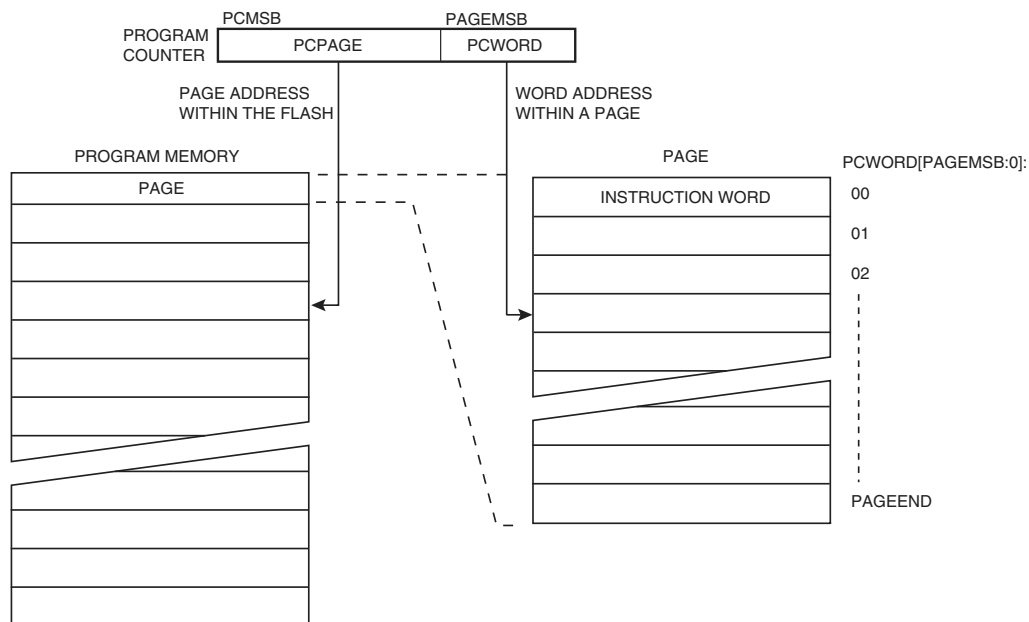 PCMSB PAGEMSB
PROGRAM
COUNTER
PCPAGE PCWORD
PAGE ADDRESS
WITHIN THE FLASH
WORD ADDRESS
WITHIN A PAGE
PROGRAM MEMORY
PAGE
PAGE
PCWORD[PAGEMSB:0]:
INSTRUCTION WORD
00
01
02
PAGEEND